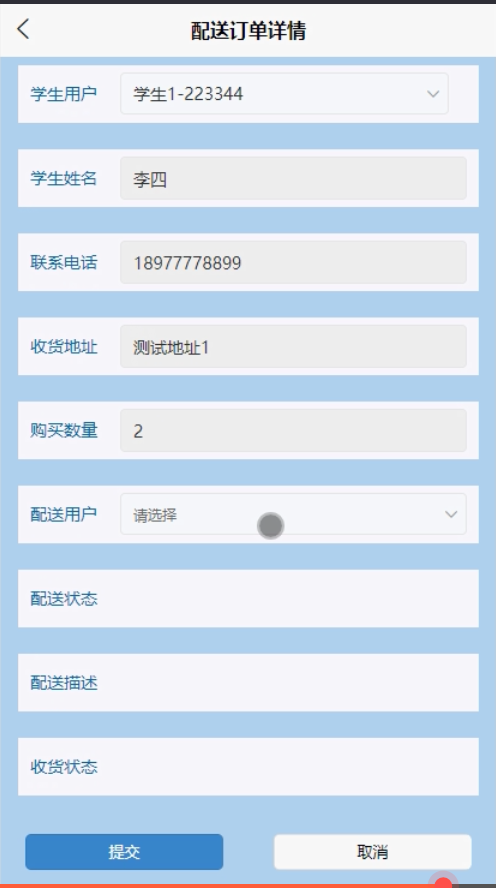 配送订单详情
学生用户 学生1-223344
学生姓名 李四
联系电话 18977778899
收货地址 测试地址1
购买数量 2
配送用户 请选择
配送状态
配送描述
收货状态
提交 取消